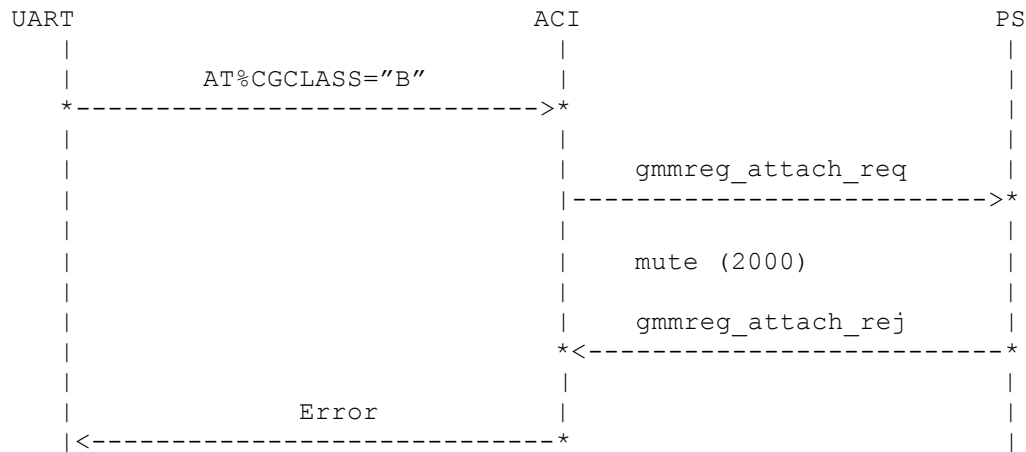 UART ACI PS
AT%CGCLASS=”B”
gmmreg_attach_req
mute (2000)
gmmreg_attach_rej
Error